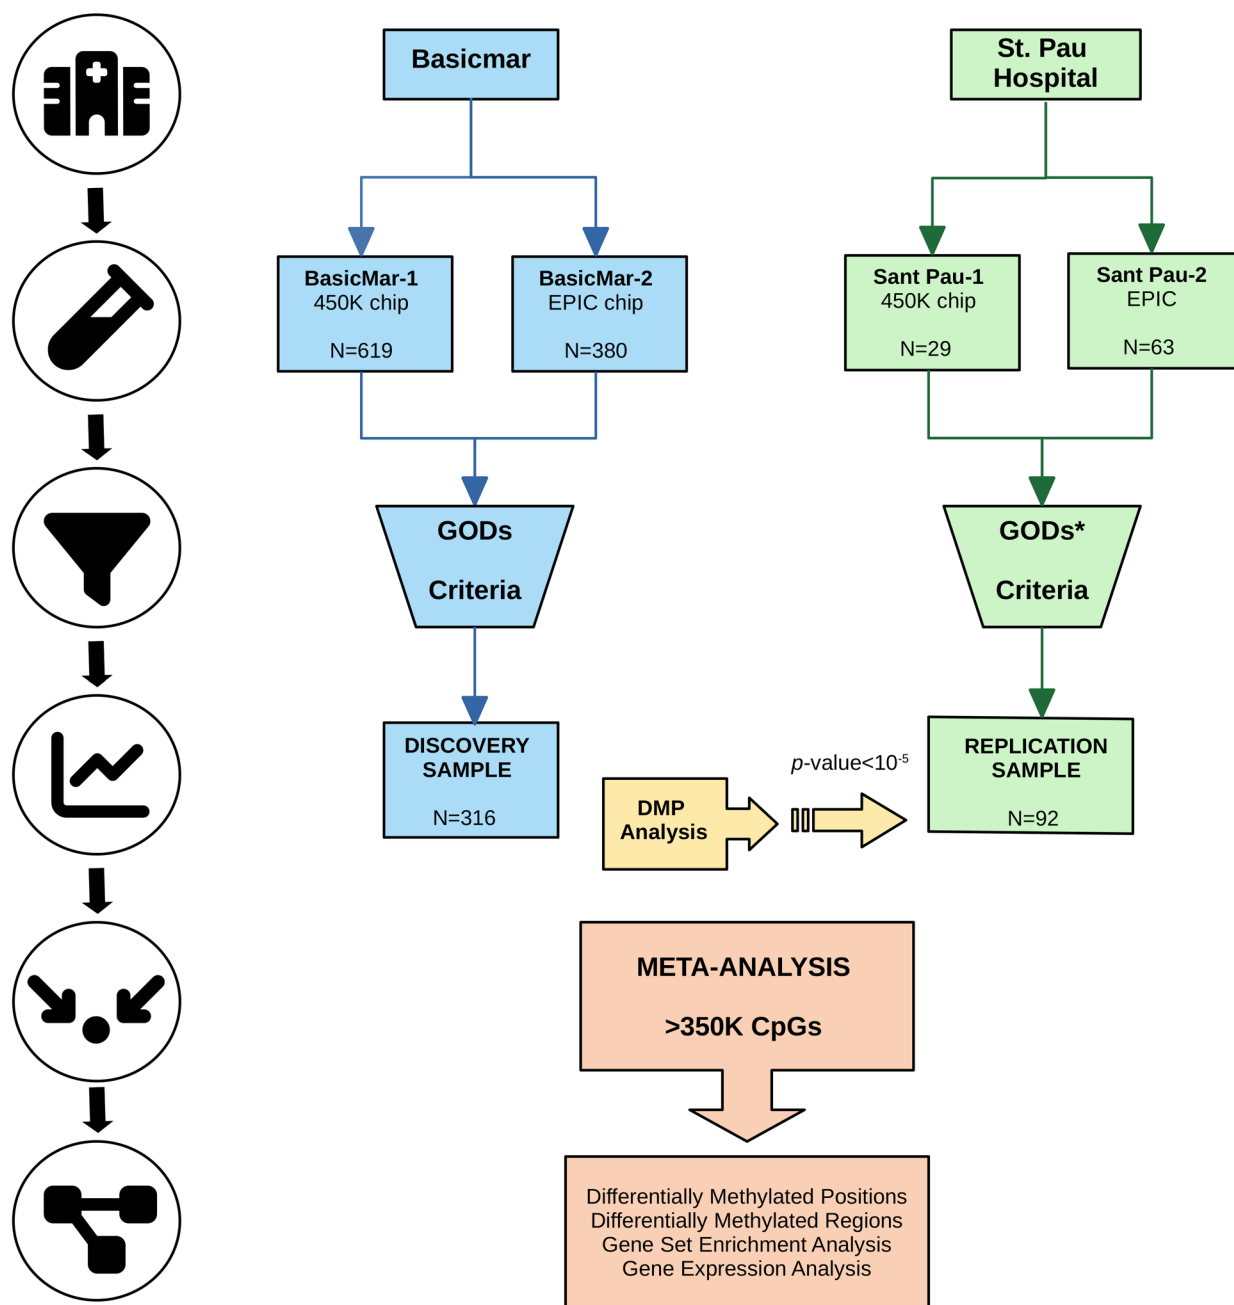 Basicmar
St. Pau
Hospital
BasicMar-1
450K chip
N=619
BasicMar-2
EPIC chip
N=380
Sant Pau-1
450K chip
N=29
Sant Pau-2
EPIC
N=63
GODs
Criteria
GODs*
Criteria
DISCOVERY
SAMPLE
N=316
DMP
Analysis
p-value<10⁻⁵
REPLICATION
SAMPLE
N=92
META-ANALYSIS
>350K CpGs
Differentially Methylated Positions
Differentially Methylated Regions
Gene Set Enrichment Analysis
Gene Expression Analysis